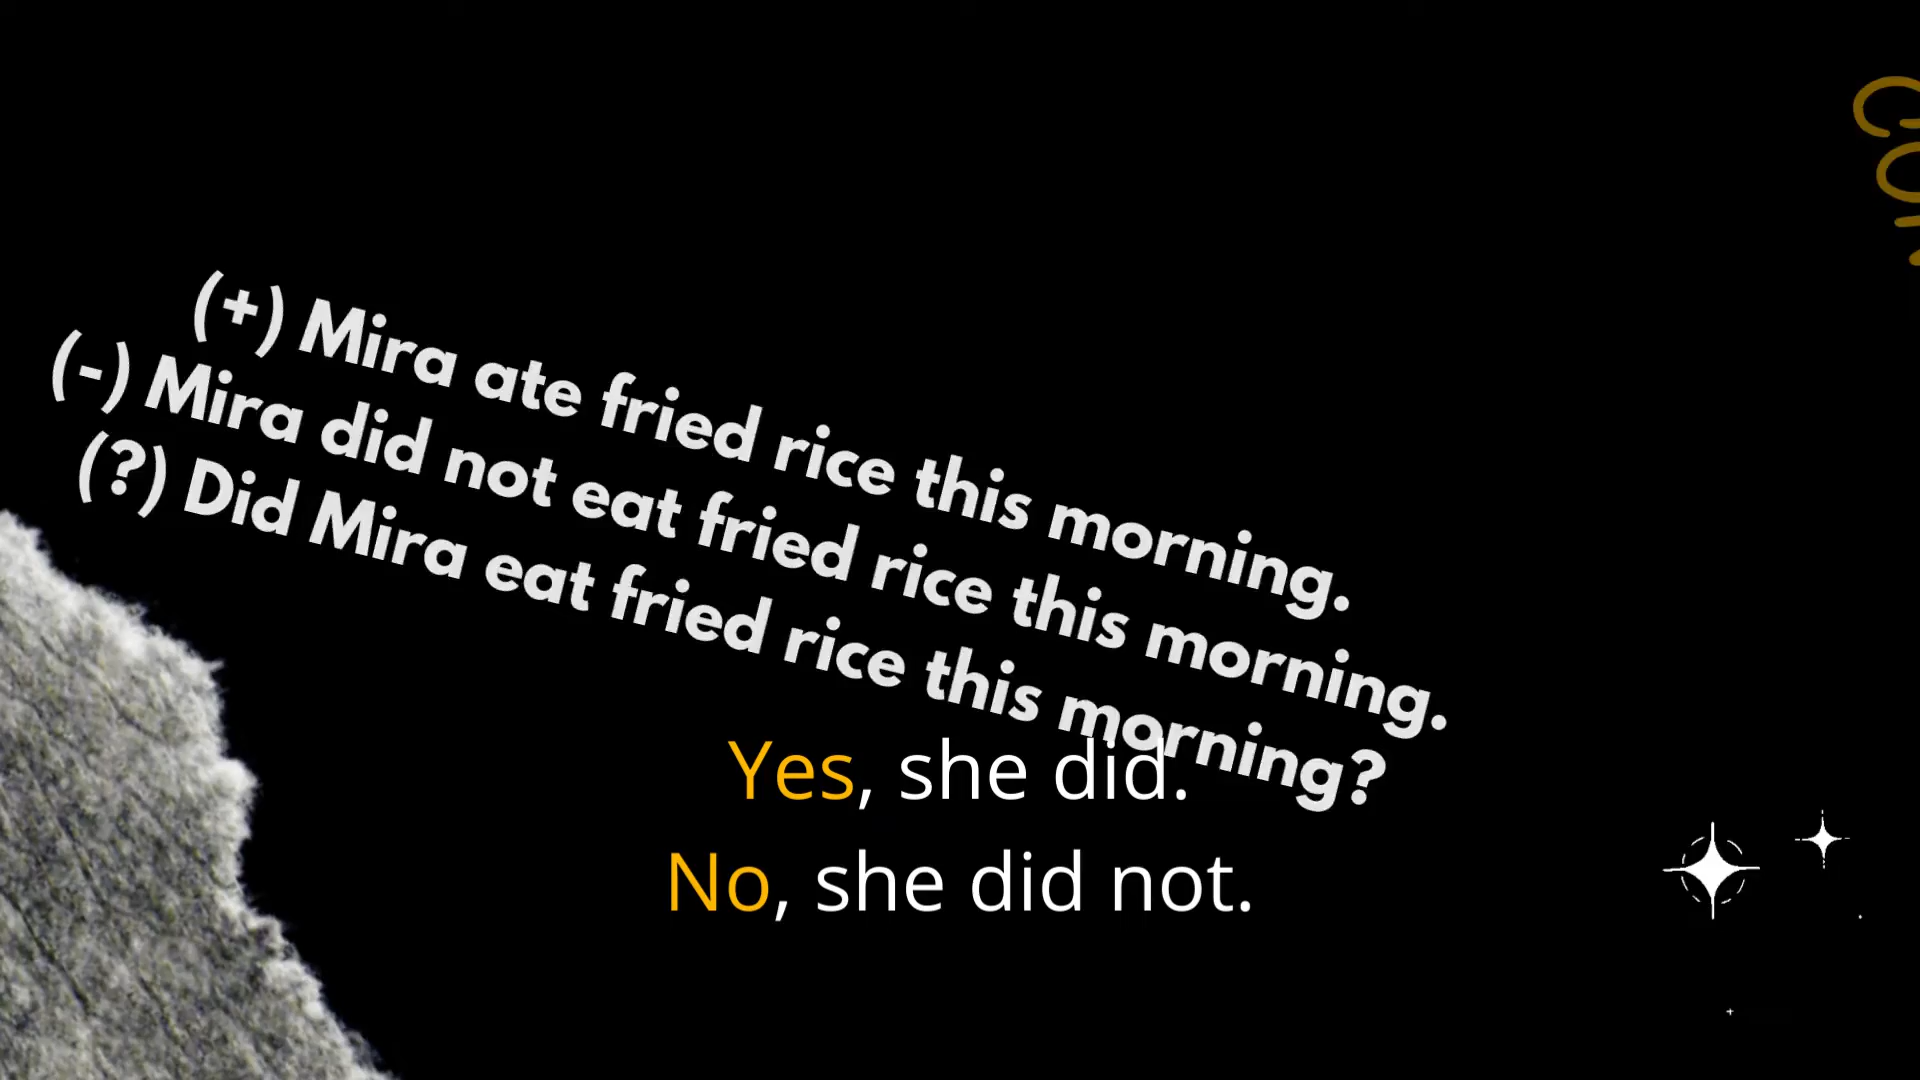 (+) Mira ate fried rice this morning.
(-) Mira did not eat fried rice this morning.
(?) Did Mira eat fried rice this morning?
Yes, she did.
No, she did not.